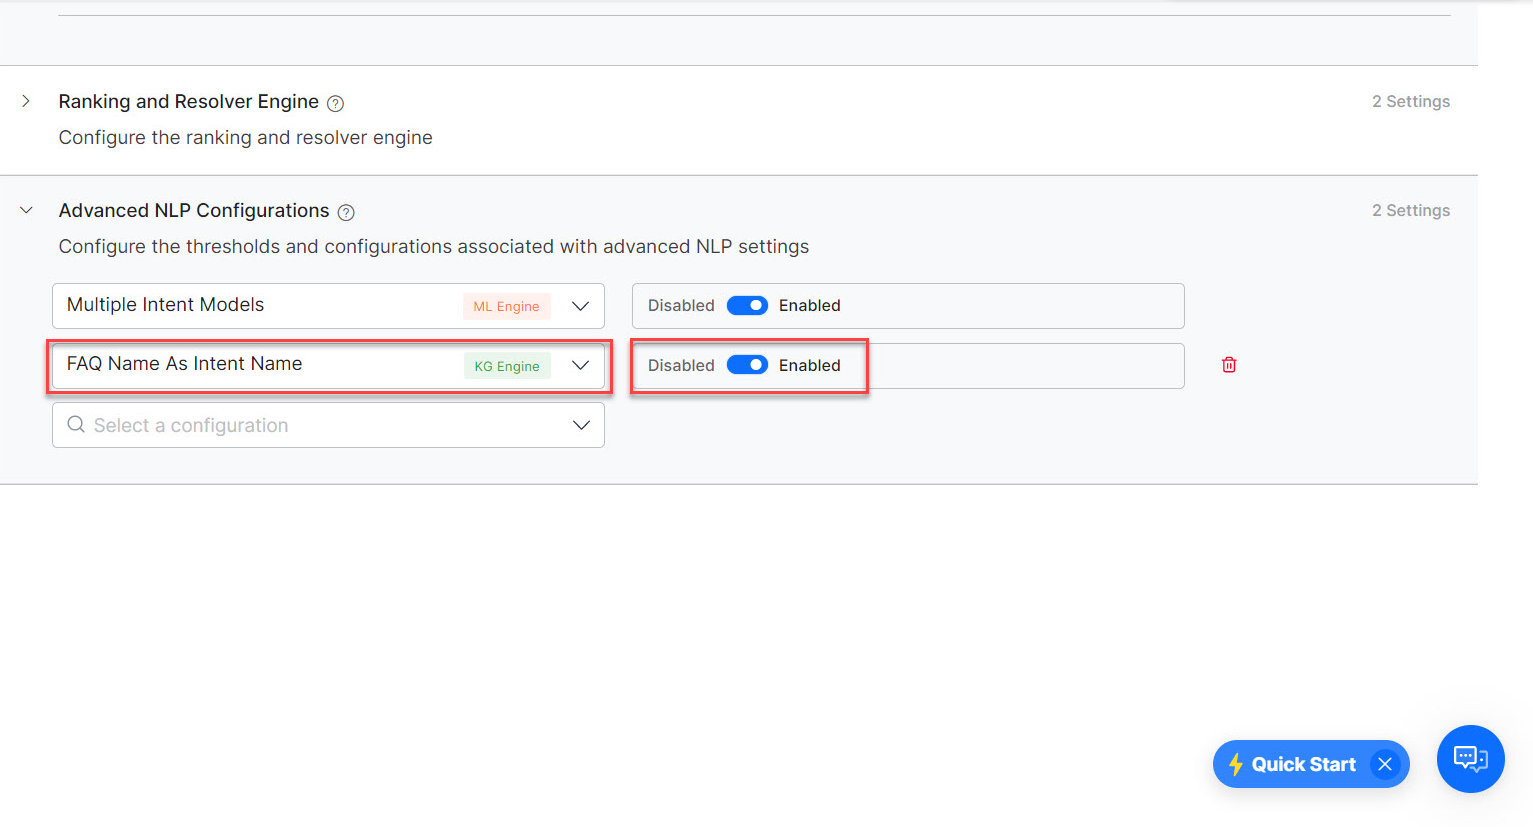 Ranking and Resolver Engine ?
2 Settings
Configure the ranking and resolver engine
Advanced NLP Configurations ?
2 Settings
Configure the thresholds and configurations associated with advanced NLP settings
Multiple Intent Models ML Engine
Disabled Enabled
FAQ Name As Intent Name KG Engine
Disabled Enabled
Select a configuration
Quick Start